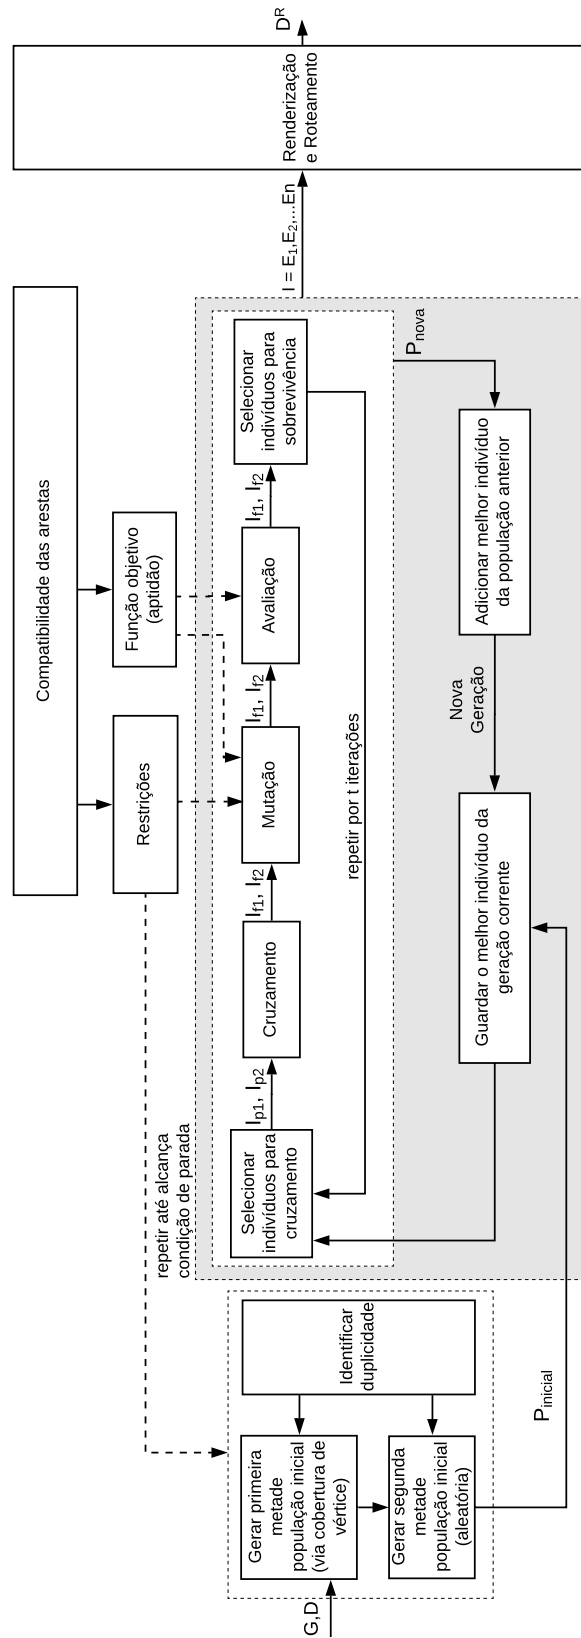 G,D
Gerar primeira
metade
população inicial
(via cobertura de
vértice)
Gerar segunda
metade
população inicial
(aleatória)
Identificar
duplicidade
P inicial
repetir até alcança
condição de parada
Selecionar
indivíduos para
cruzamento
Ip1, Ip2
Cruzamento
If1, If2
Mutação
If1, If2
Avaliação
If1, If2
Selecionar
indivíduos para
sobrevivência
repetir por t iterações
Restrições
Função objetivo
(aptidão)
Compatibilidade das arestas
Guardar o melhor indivíduo da
geração corrente
Nova
Geração
Adicionar melhor indivíduo
da população anterior
P nova
I = E1,E2,...En
Renderização
e Roteamento
D^R